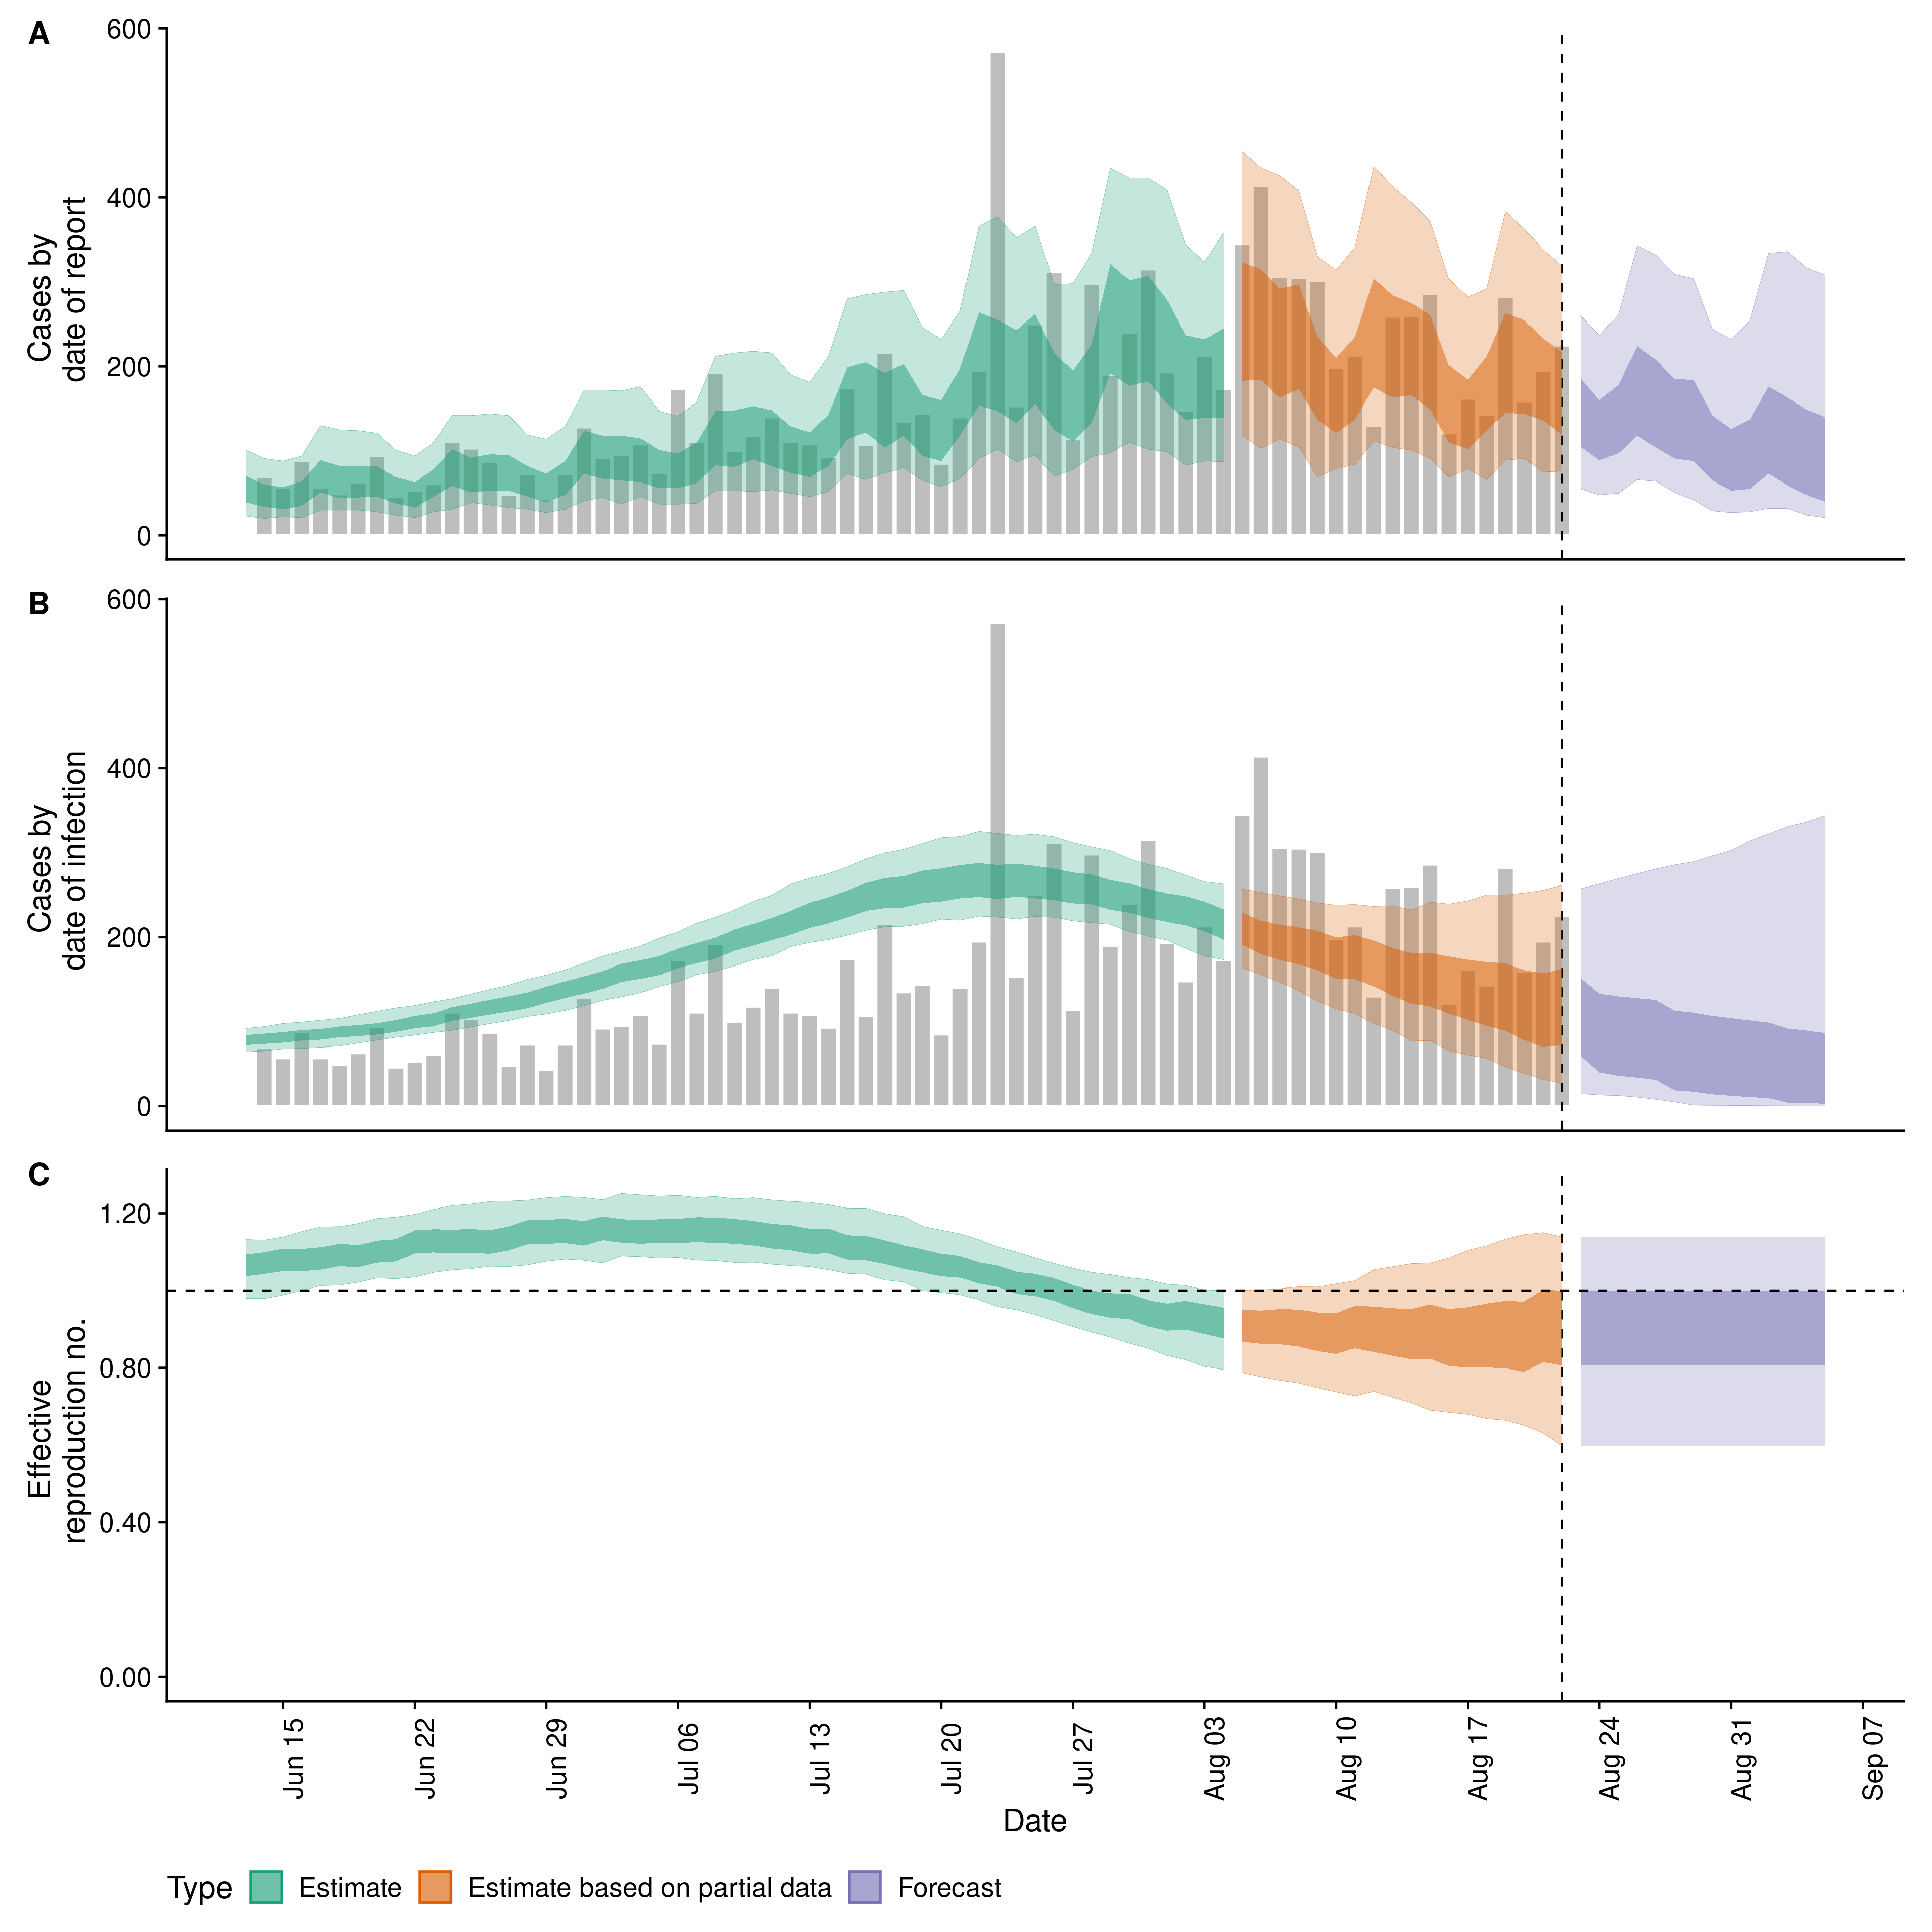 A
600
400
200
0
Cases by
date of report
B
600
400
200
0
Cases by
date of infection
C
1.20
0.80
0.40
0.00
Effective
reproduction no.
Jun 15
Jun 22
Jun 29
Jul 06
Jul 13
Jul 20
Jul 27
Aug 03
Aug 10
Aug 17
Aug 24
Aug 31
Sep 07
Date
Type Estimate Estimate based on partial data Forecast